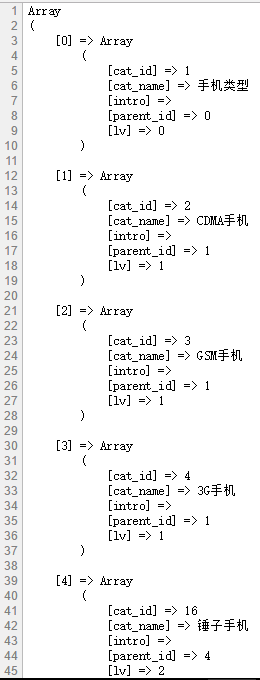 1 Array
2 (
3 [0] => Array
4 (
5 [cat_id] => 1
6 [cat_name] => 手机类型
7 [intro] =>
8 [parent_id] => 0
9 [lv] => 0
10 )
11
12 [1] => Array
13 (
14 [cat_id] => 2
15 [cat_name] => CDMA手机
16 [intro] =>
17 [parent_id] => 1
18 [lv] => 1
19 )
20
21 [2] => Array
22 (
23 [cat_id] => 3
24 [cat_name] => GSM手机
25 [intro] =>
26 [parent_id] => 1
27 [lv] => 1
28 )
29
30 [3] => Array
31 (
32 [cat_id] => 4
33 [cat_name] => 3G手机
34 [intro] =>
35 [parent_id] => 1
36 [lv] => 1
37 )
38
39 [4] => Array
40 (
41 [cat_id] => 16
42 [cat_name] => 锤子手机
43 [intro] =>
44 [parent_id] => 4
45 [lv] => 2